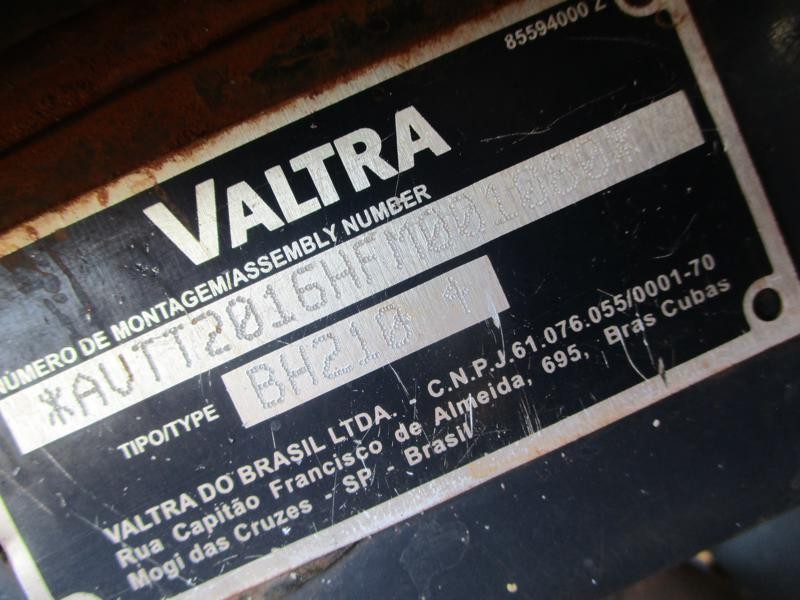 85594000 Z
VALTRA
NÚMERO DE MONTAGEM/ASSEMBLY NUMBER
*AVTT2016HFM001080*
TIPO/TYPE BH210 4
VALTRA DO BRASIL LTDA. - C.N.P.J.61.076.055/0001-70
Rua Capitão Francisco de Almeida, 695, Bras Cubas
Mogi das Cruzes - SP - Brasil